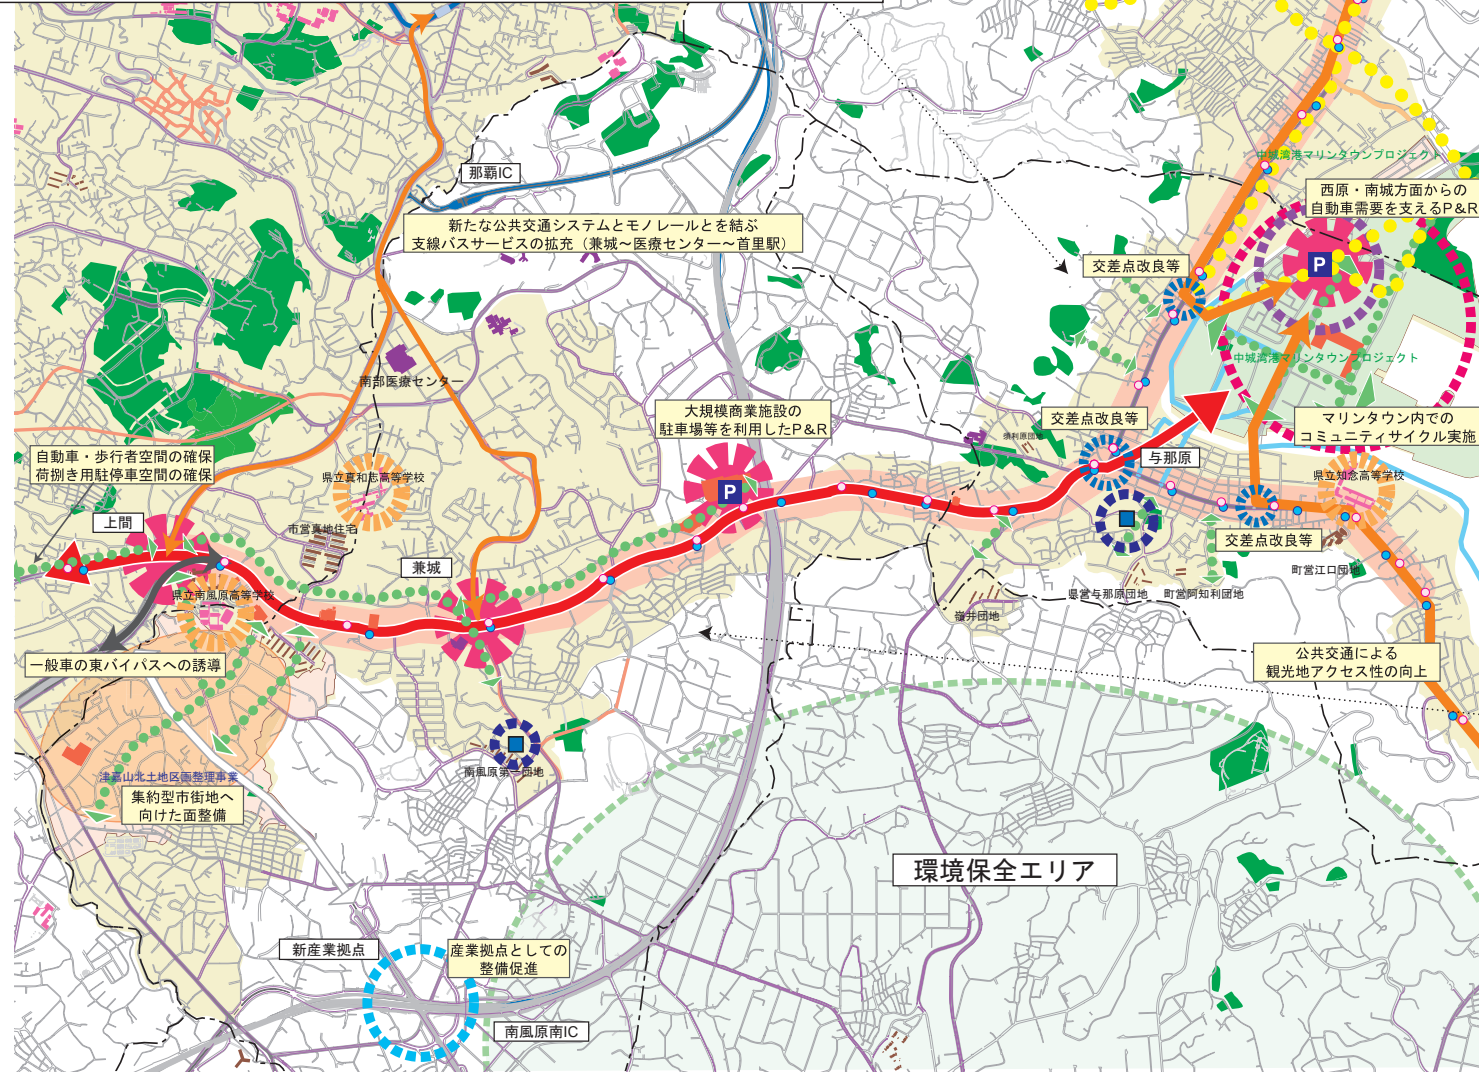 中城湾港マリンタウンプロジェクト
那覇IC
西原・南城方面からの
自動車需要を支えるP&R
新たな公共交通システムとモノレールとを結ぶ
支線バスサービスの拡充（兼城～医療センター～首里駅）
交差点改良等
P
中城湾港マリンタウンプロジェクト
南部医療センター
大規模商業施設の
駐車場等を利用したP&R
交差点改良等
マリンタウン内での
コミュニティサイクル実施
自動車・歩行者空間の確保
荷捌き用駐停車空間の確保
与那原
県立真和志高等学校
県立知念高等学校
P
上間
市営真地住宅
交差点改良等
兼城
町営江口団地
県立南風原高等学校
県営与那原団地
町営阿知利団地
嶺井団地
一般車の東バイパスへの誘導
公共交通による
観光地アクセス性の向上
南風原第一団地
津嘉山北土地区画整理事業
集約型市街地へ
向けた面整備
環境保全エリア
新産業拠点
産業拠点としての
整備促進
南風原南IC